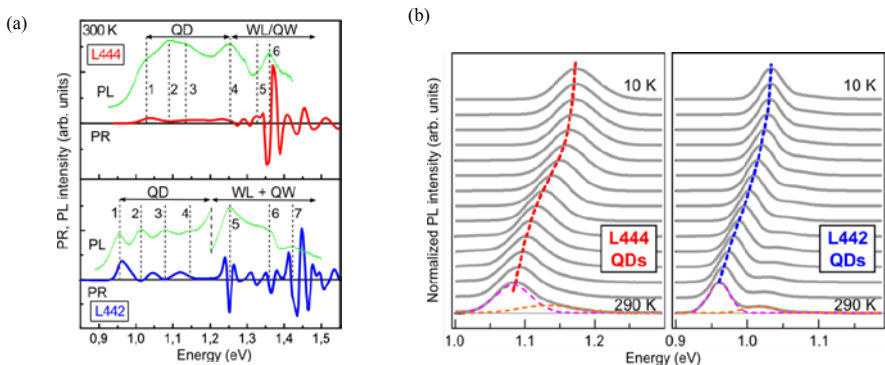 (a)
300 K
QD
WL/QW
L444
6
PL
1
2
3
4
5
PR
QD
WL + QW
1
2
3
4
6
7
5
PL
PR
L442
0,9 1,0 1,1 1,2 1,3 1,4 1,5
Energy (eV)
PR, PL intensity (arb. units)
(b)
Normalized PL intensity (arb. units)
10 K
L444
QDs
290 K
1.0 1.1 1.2
10 K
L442
QDs
290 K
0.9 1.0 1.1
Energy (eV)